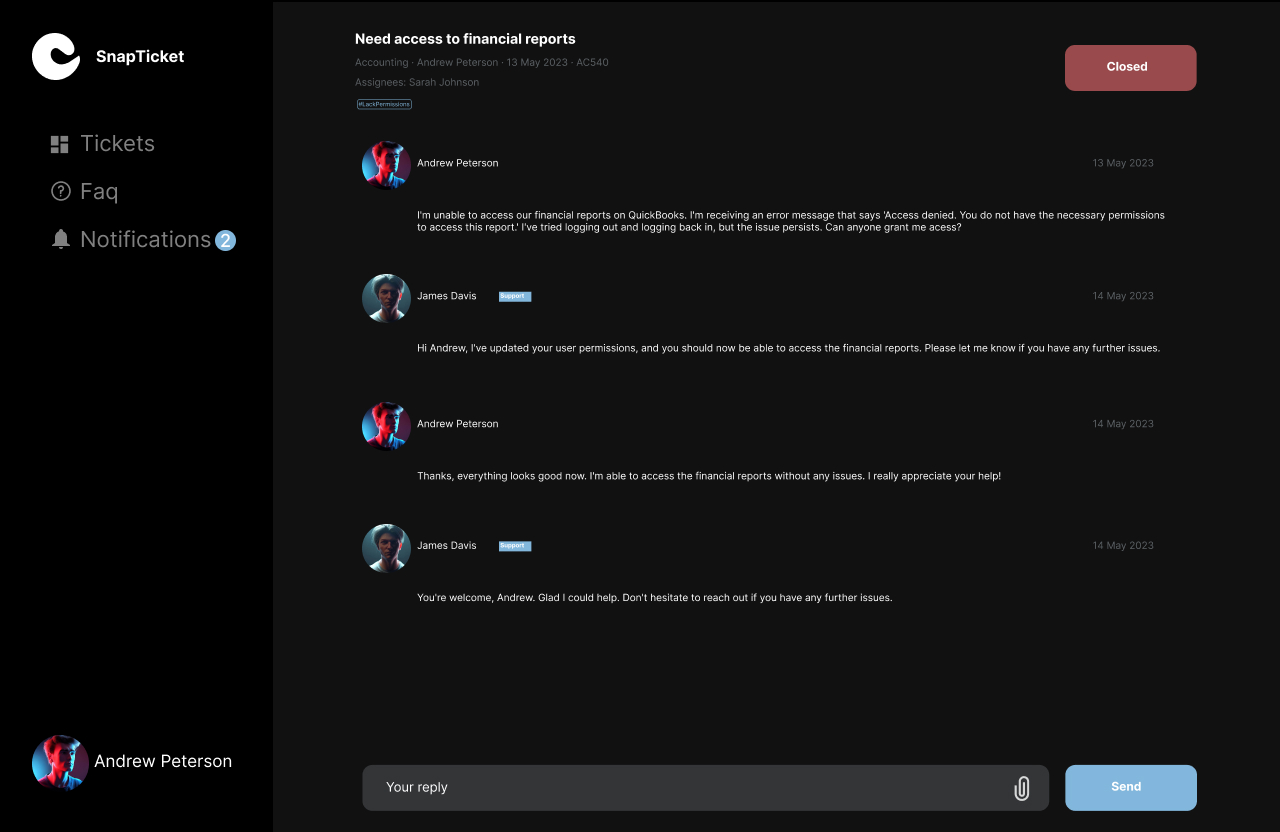 SnapTicket
Tickets
Faq
Notifications 2
Andrew Peterson
Need access to financial reports
Accounting · Andrew Peterson · 13 May 2023 · AC540
Assignees: Sarah Johnson
#LackPermissions
Closed
Andrew Peterson 13 May 2023
I'm unable to access our financial reports on QuickBooks. I'm receiving an error message that says 'Access denied. You do not have the necessary permissions
to access this report.' I've tried logging out and logging back in, but the issue persists. Can anyone grant me acess?
James Davis Support 14 May 2023
Hi Andrew, I've updated your user permissions, and you should now be able to access the financial reports. Please let me know if you have any further issues.
Andrew Peterson 14 May 2023
Thanks, everything looks good now. I'm able to access the financial reports without any issues. I really appreciate your help!
James Davis Support 14 May 2023
You're welcome, Andrew. Glad I could help. Don't hesitate to reach out if you have any further issues.
Your reply
Send